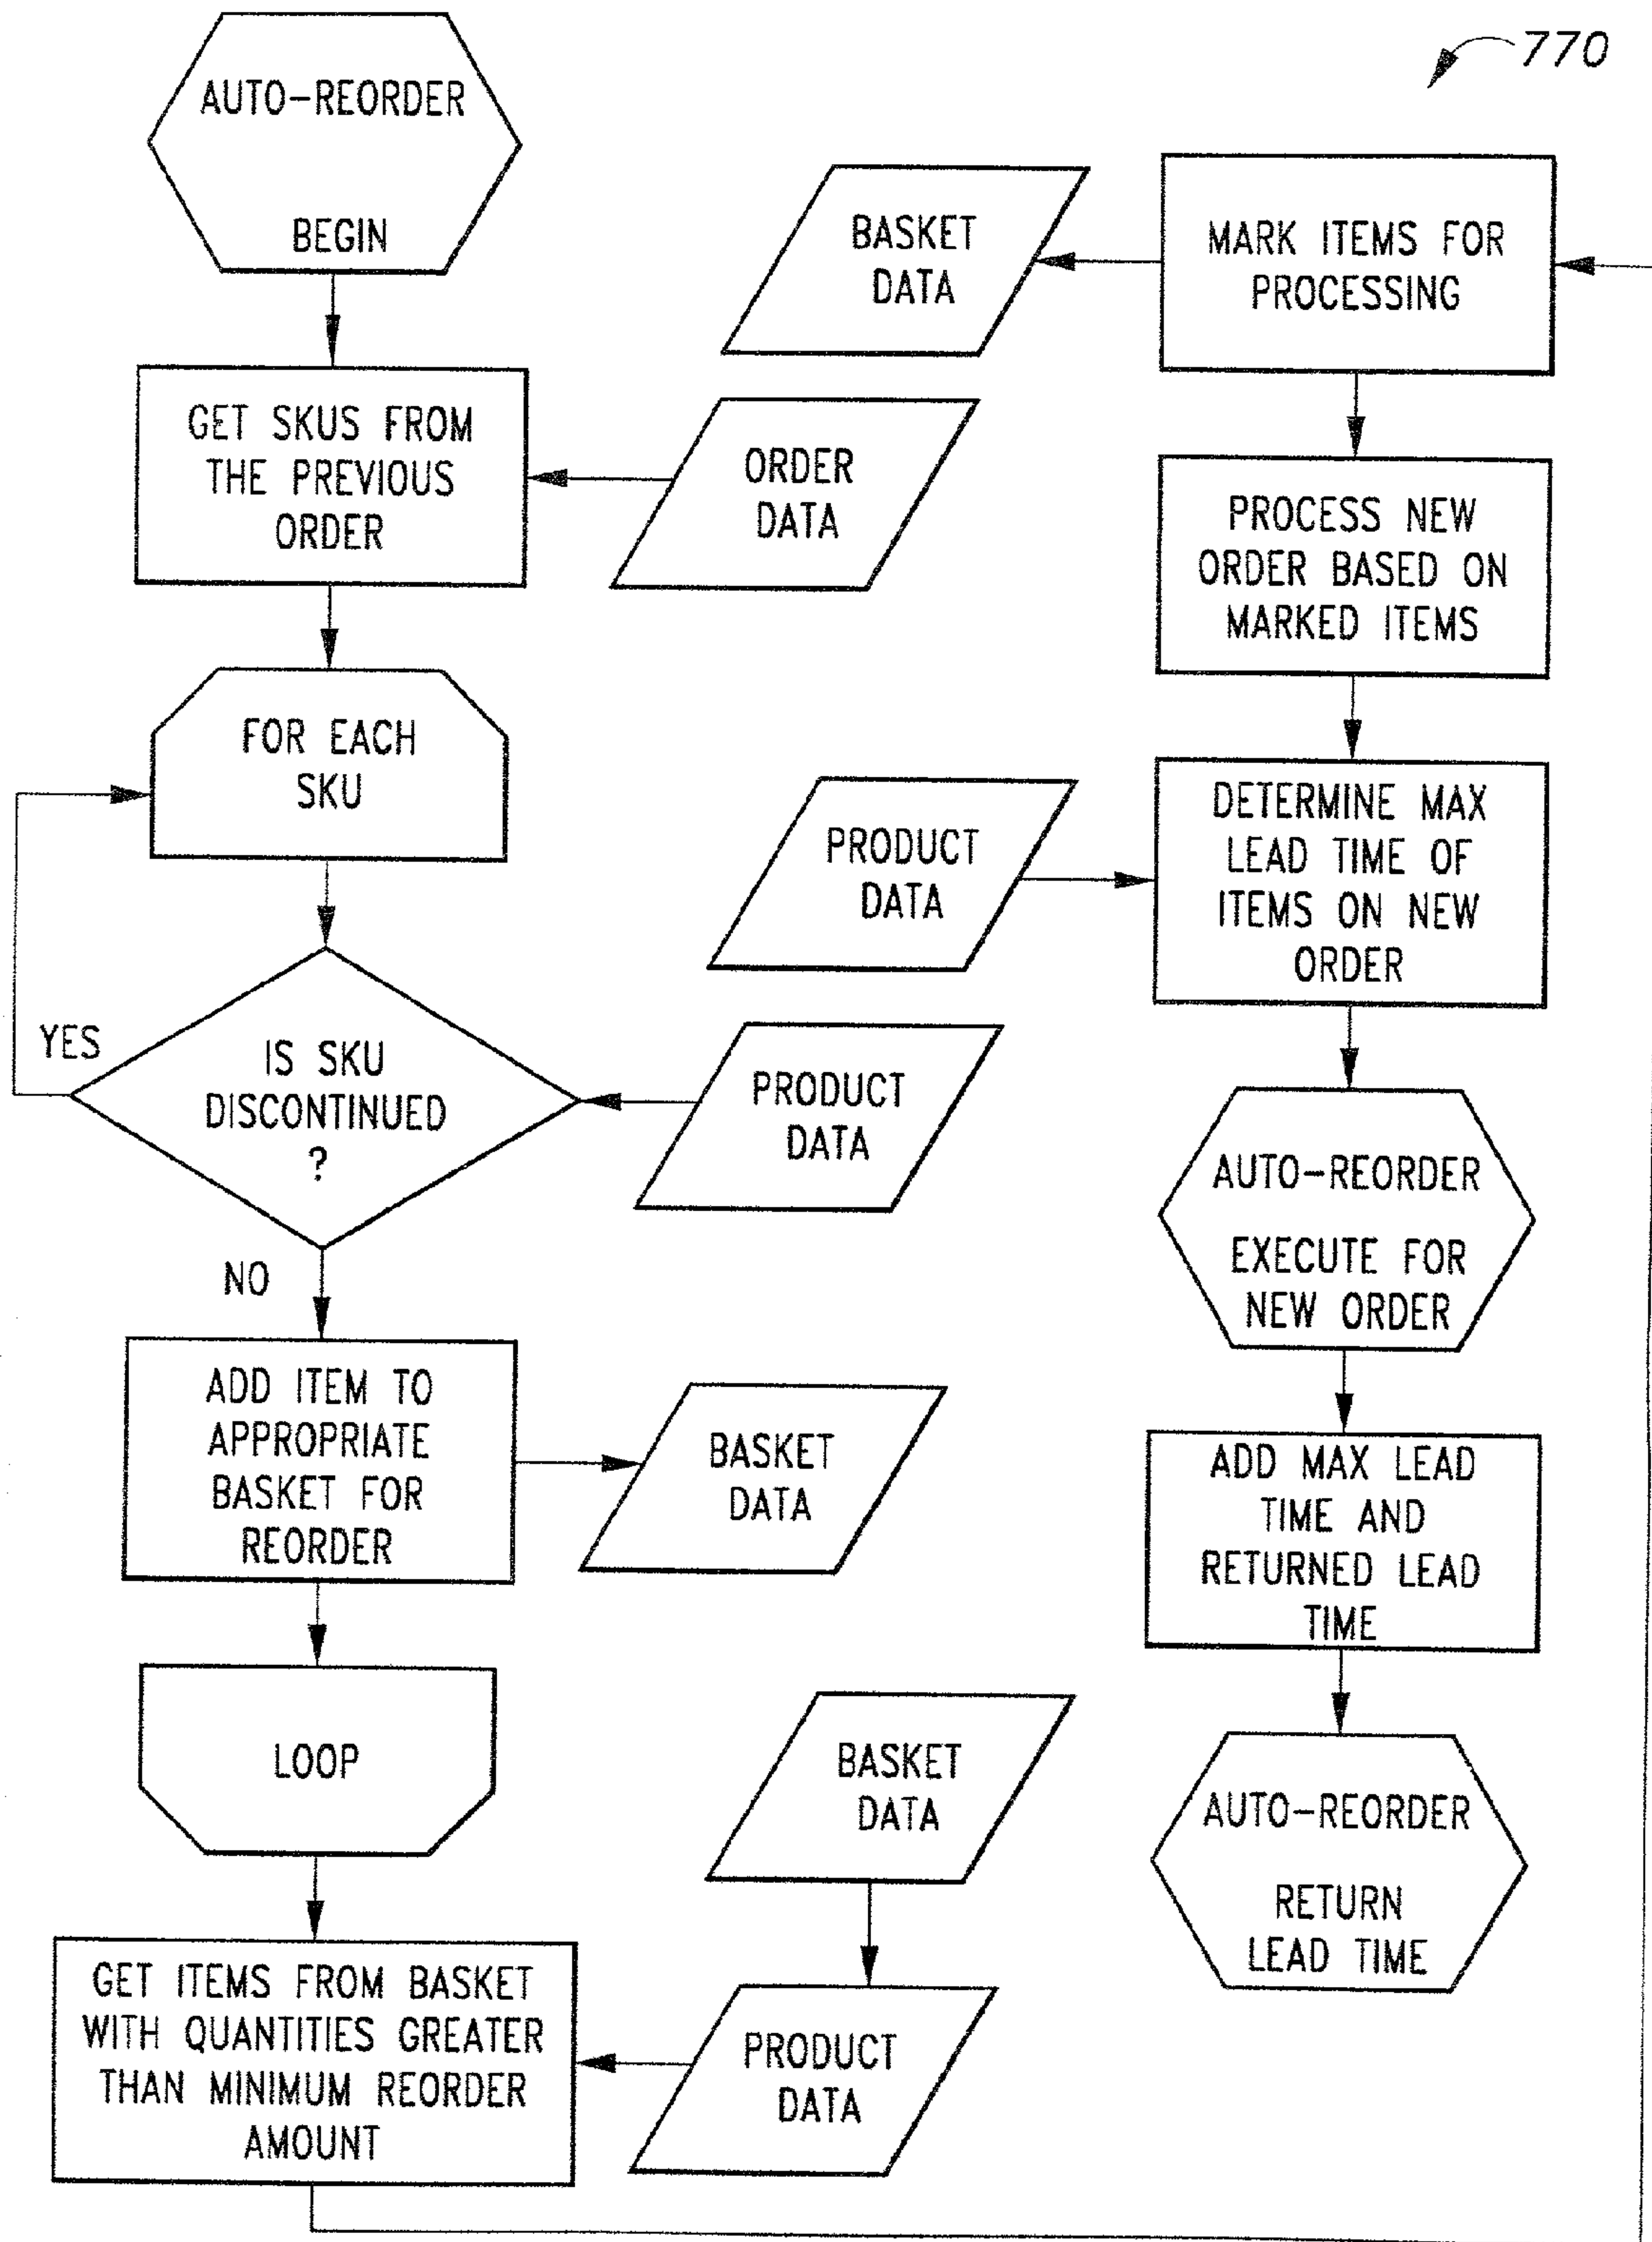 770
AUTO-REORDER
BEGIN
GET SKUS FROM
THE PREVIOUS
ORDER
ORDER
DATA
FOR EACH
SKU
YES
IS SKU
DISCONTINUED
?
PRODUCT
DATA
NO
ADD ITEM TO
APPROPRIATE
BASKET FOR
REORDER
BASKET
DATA
LOOP
BASKET
DATA
GET ITEMS FROM BASKET
WITH QUANTITIES GREATER
THAN MINIMUM REORDER
AMOUNT
PRODUCT
DATA
MARK ITEMS FOR
PROCESSING
BASKET
DATA
PROCESS NEW
ORDER BASED ON
MARKED ITEMS
DETERMINE MAX
LEAD TIME OF
ITEMS ON NEW
ORDER
PRODUCT
DATA
AUTO-REORDER
EXECUTE FOR
NEW ORDER
ADD MAX LEAD
TIME AND
RETURNED LEAD
TIME
AUTO-REORDER
RETURN
LEAD TIME